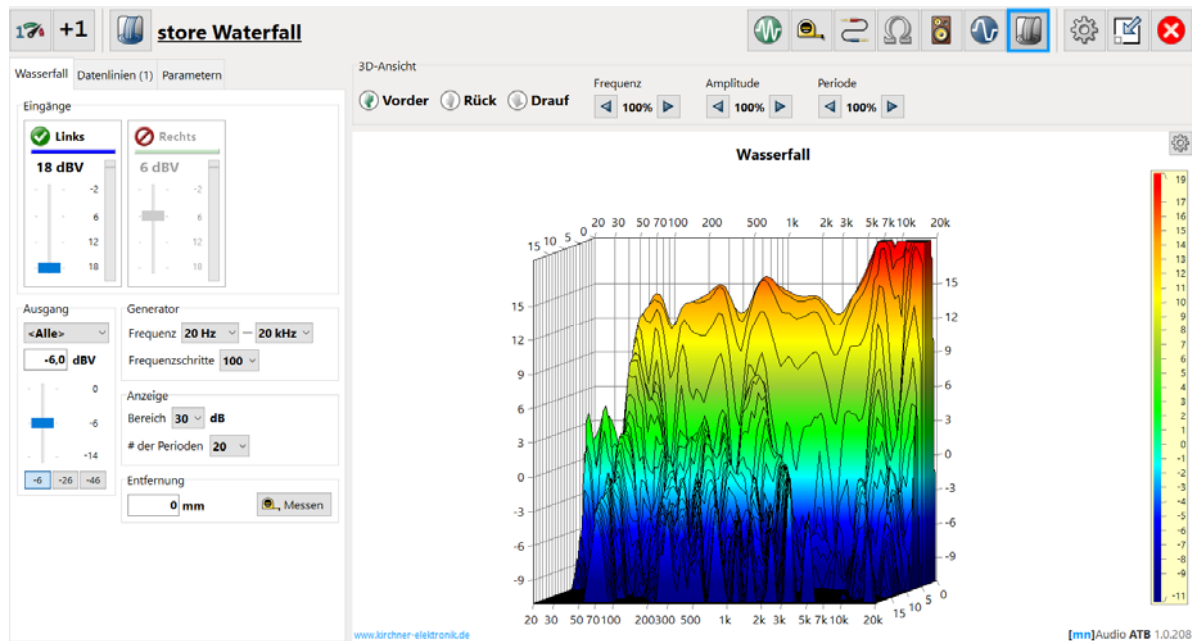 1 +1 store Waterfall
Wasserfall Datenlinien (1) Parametern
Eingänge
Links Rechts
18 dBV 6 dBV
-2 -2
6 6
12 12
18 18
Ausgang
<Alle>
-6,0 dBV
0
-6
-14
-6 -26 -46
Generator
Frequenz 20 Hz — 20 kHz
Frequenzschritte 100
Anzeige
Bereich 30 dB
# der Perioden 20
Entfernung
0 mm Messen
3D-Ansicht
Vorder Rück Drauf
Frequenz Amplitude Periode
100% 100% 100%
Wasserfall
20 30 50 70100 200 500 1k 2k 3k 5k 7k10k 20k
15 10 5 0
15
12
9
6
3
0
-3
-6
-9
15
12
9
6
3
0
-3
-6
-9
20 30 50 70100 200300 500 1k 2k 3k 5k7k10k 20k
15 10 5 0
19
17
16
15
14
13
12
11
10
9
8
6
5
4
3
2
1
0
-1
-2
-3
-4
-5
-6
-7
-8
-9
-11
www.kirchner-elektronik.de
[mn]Audio ATB 1.0.208